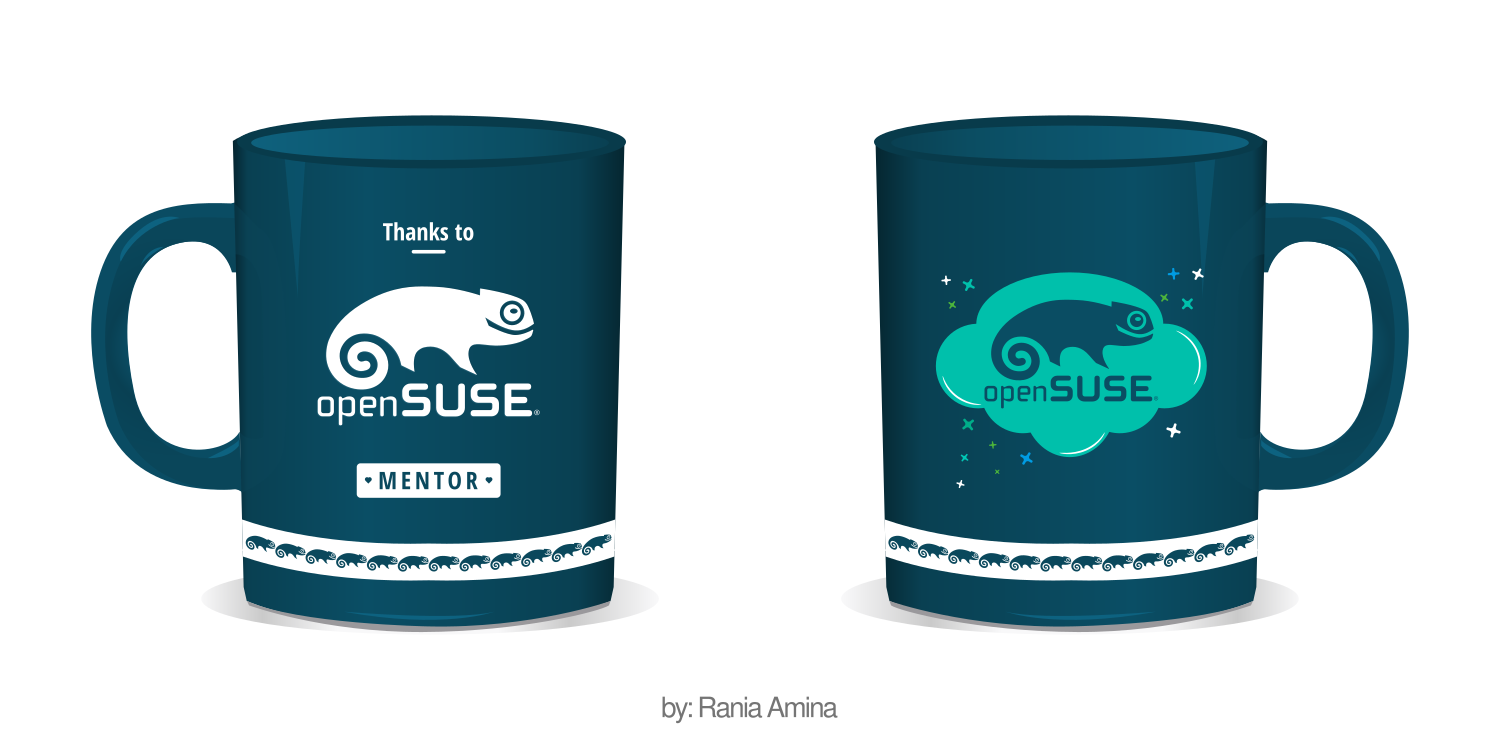 Thanks to
openSUSE®
MENTOR
openSUSE®
by: Rania Amina